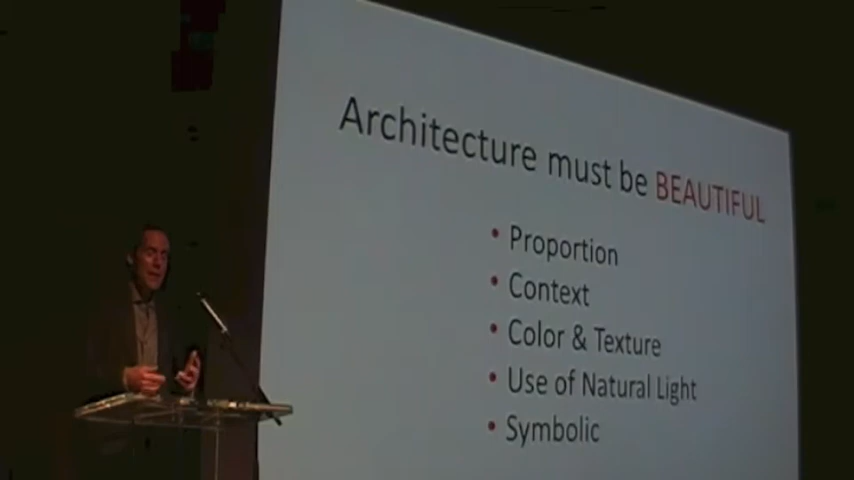 Architecture must be BEAUTIFUL
• Proportion
• Context
• Color & Texture
• Use of Natural Light
• Symbolic